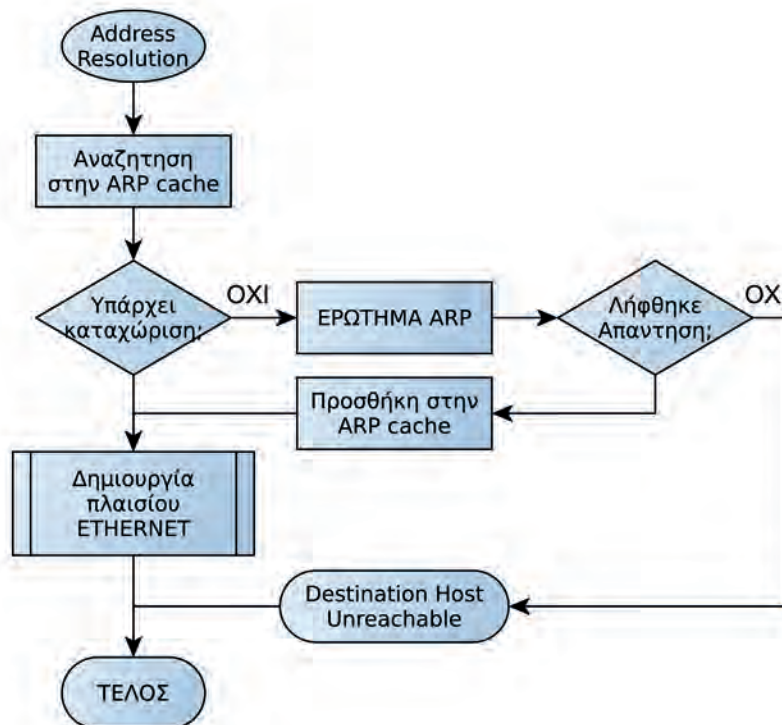 Address
Resolution
Αναζητηση
στην ARP cache
Υπάρχει
καταχώριση;
ΟΧΙ
ΕΡΩΤΗΜΑ ARP
Λήφθηκε
Απαντηση;
ΟΧ
Προσθήκη στην
ARP cache
Δημιουργία
πλαισίου
ETHERNET
Destination Host
Unreachable
ΤΕΛΟΣ